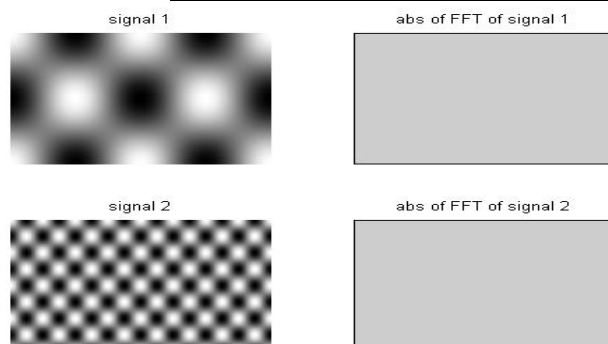 signal 1
abs of FFT of signal 1
signal 2
abs of FFT of signal 2